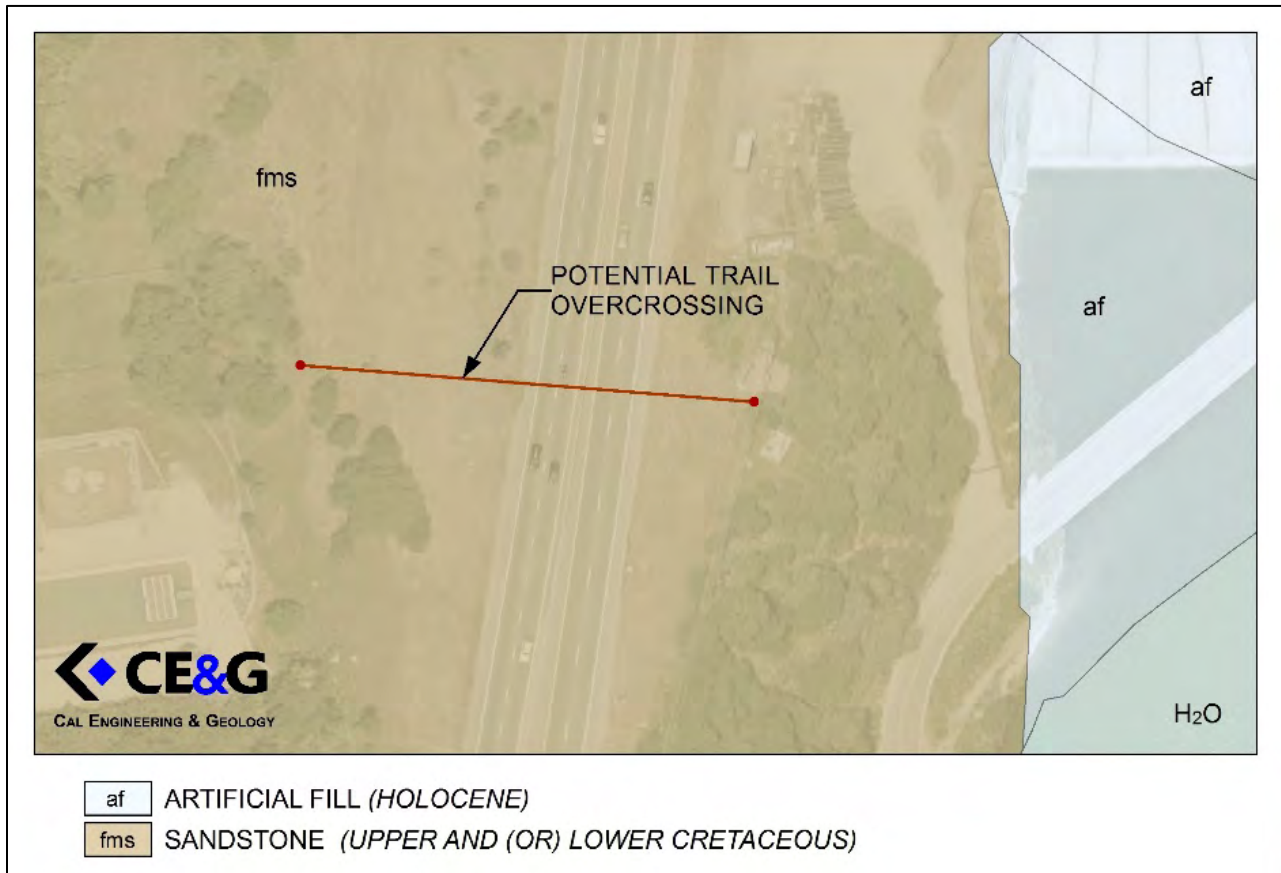 af
fms
POTENTIAL TRAIL
OVERCROSSING
af
CE&G
CAL ENGINEERING & GEOLOGY
H₂O
af ARTIFICIAL FILL (HOLOCENE)
fms SANDSTONE (UPPER AND (OR) LOWER CRETACEOUS)